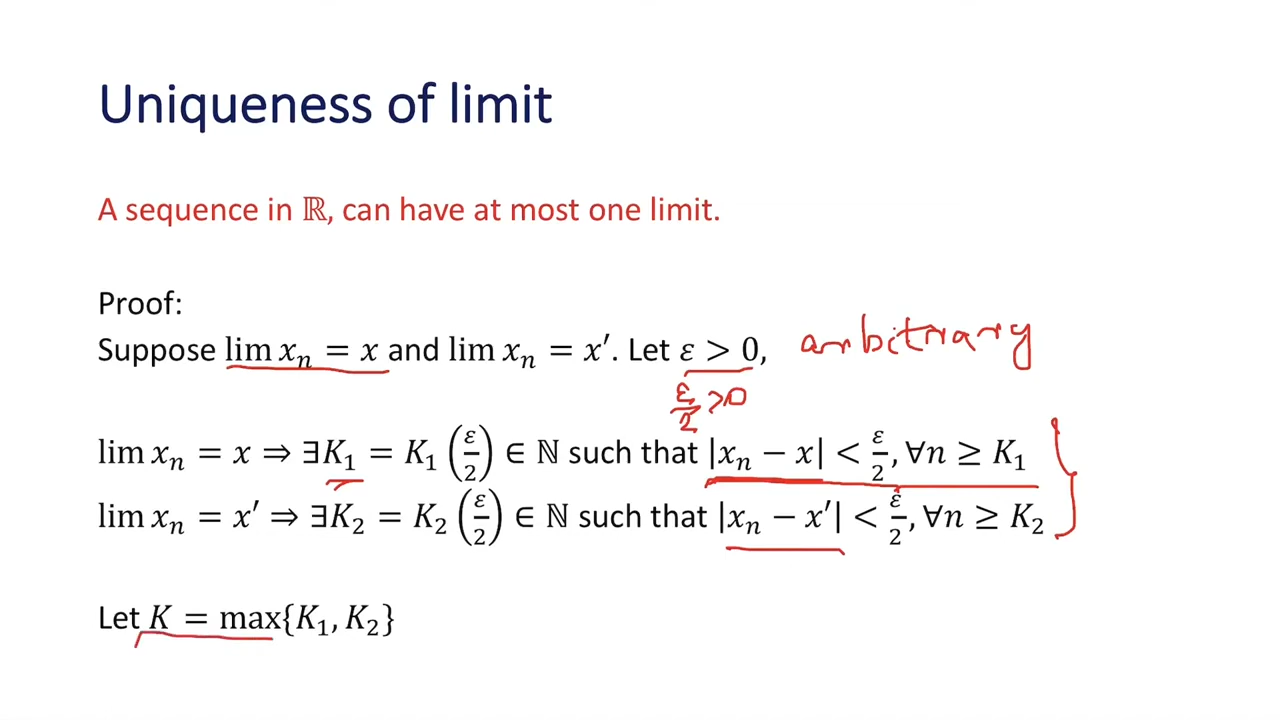 Uniqueness of limit
A sequence in ℝ, can have at most one limit.
Proof:
Suppose lim xₙ = x and lim xₙ = x′. Let ε > 0, arbitrary
ε/2 > 0
lim xₙ = x ⇒ ∃K₁ = K₁(ε/2) ∈ ℕ such that |xₙ − x| < ε/2, ∀n ≥ K₁
lim xₙ = x′ ⇒ ∃K₂ = K₂(ε/2) ∈ ℕ such that |xₙ − x′| < ε/2, ∀n ≥ K₂
Let K = max{K₁, K₂}